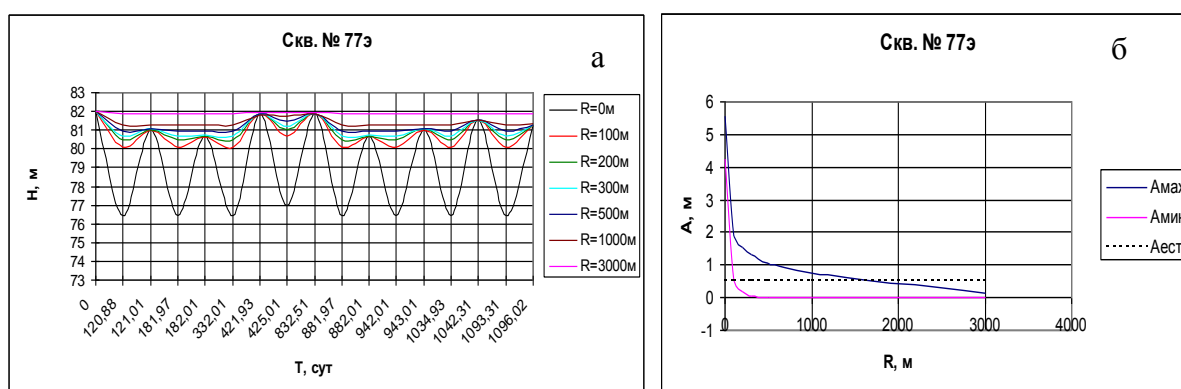 Скв. № 77э
а
Н, м
83
82
81
80
79
78
77
76
75
74
73
0
120,88
121,01
181,97
182,01
332,01
421,93
425,01
832,51
881,97
882,01
942,01
943,01
1034,93
1042,31
1093,31
1096,02
Т, сут
R=0м
R=100м
R=200м
R=300м
R=500м
R=1000м
R=3000м
Скв. № 77э
б
А, м
6
5
4
3
2
1
0
-1
0
1000
2000
3000
4000
R, м
Амах
Амин
Аест